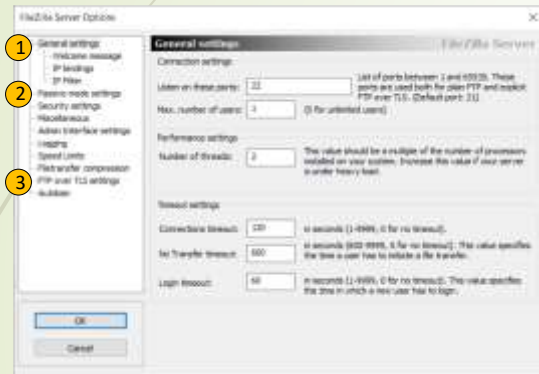 FileZilla Server Options
1
General settings
Welcome message
IP bindings
IP Filter
2
Passive mode settings
Security settings
Miscellaneous
Admin Interface settings
Logging
Speed Limits
Filetransfer compression
3
FTP over TLS settings
Autoban
OK
Cancel
General settings
FileZilla Server
Connection settings
Listen on these ports:
List of ports between 1 and 65535. These
ports are used both for plain FTP and explicit
FTP over TLS. (Default port: 21)
Max. number of users:
(0 for unlimited users)
Performance settings
Number of threads: 2
This value should be a multiple of the number of processors
installed on your system. Increase this value if your server
is under heavy load.
Timeout settings
Connections timeout: 120
in seconds (1-9999, 0 for no timeout).
No Transfer timeout: 600
in seconds (600-9999, 0 for no timeout). This value specifies
the time a user has to initiate a file transfer.
Login timeout: 60
in seconds (1-9999, 0 for no timeout). This value specifies
the time in which a new user has to login.